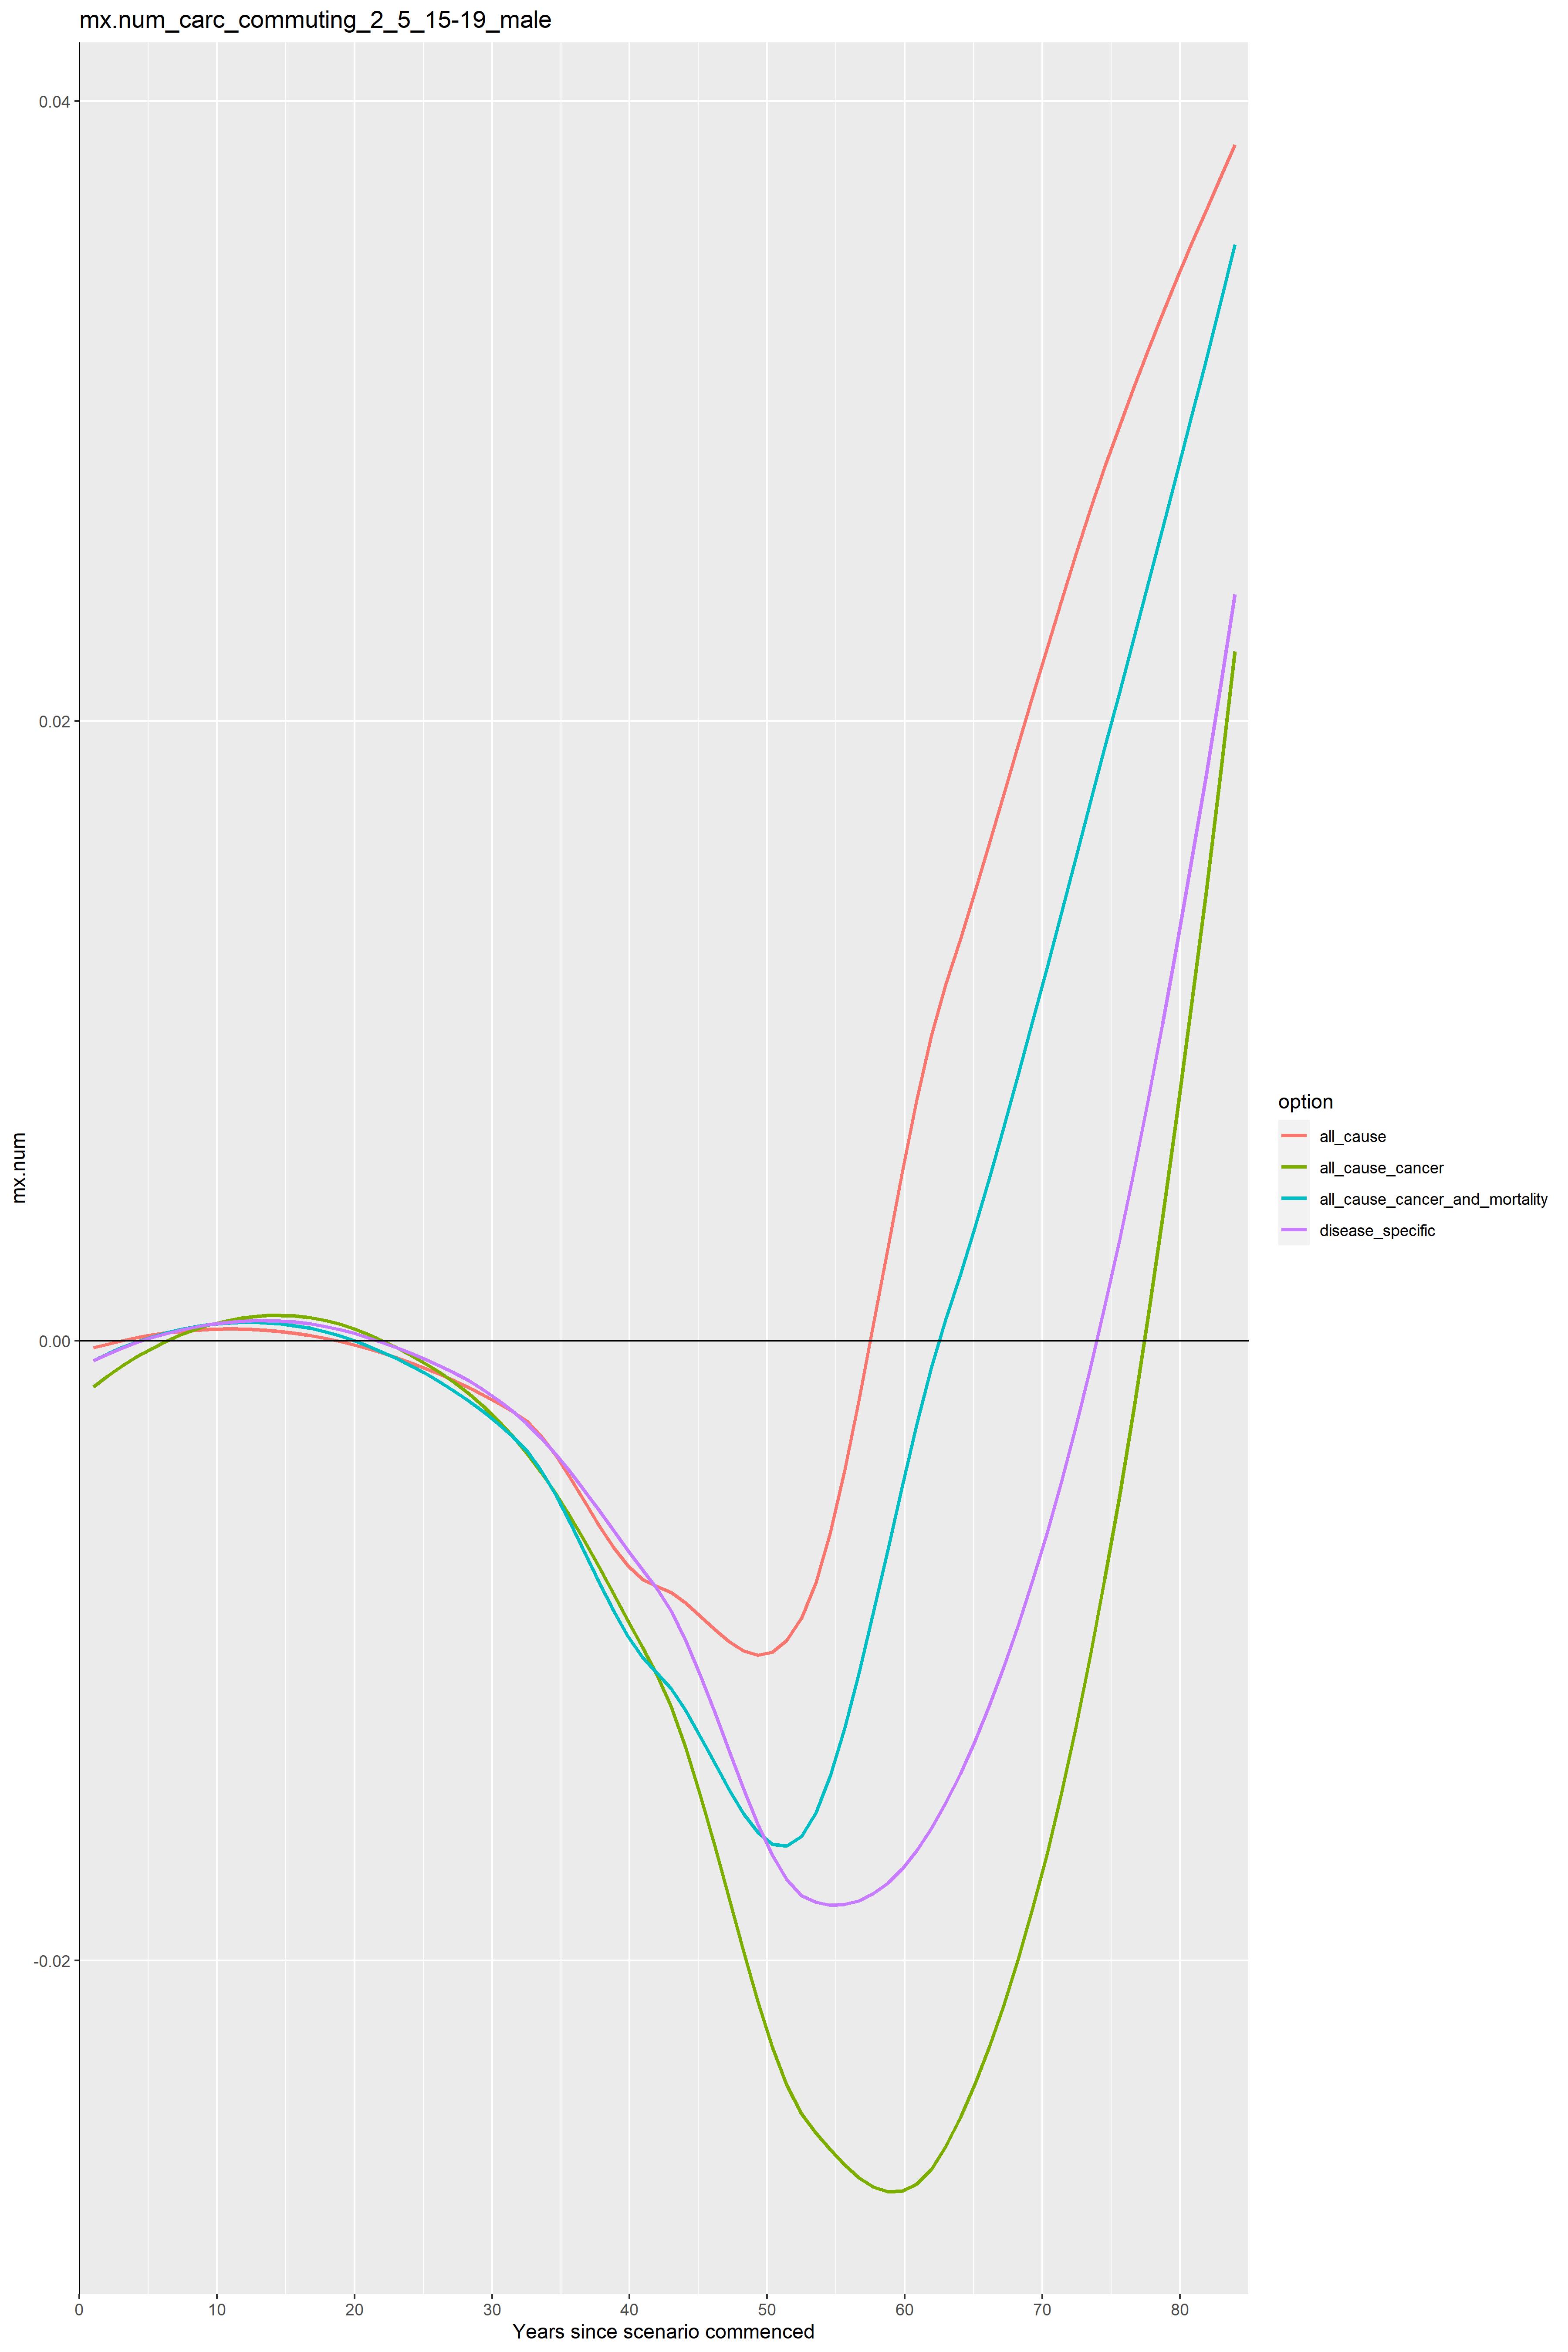 mx.num_carc_commuting_2_5_15-19_male
0.04
0.02
0.00
-0.02
mx.num
0 10 20 30 40 50 60 70 80
Years since scenario commenced
option
all_cause
all_cause_cancer
all_cause_cancer_and_mortality
disease_specific